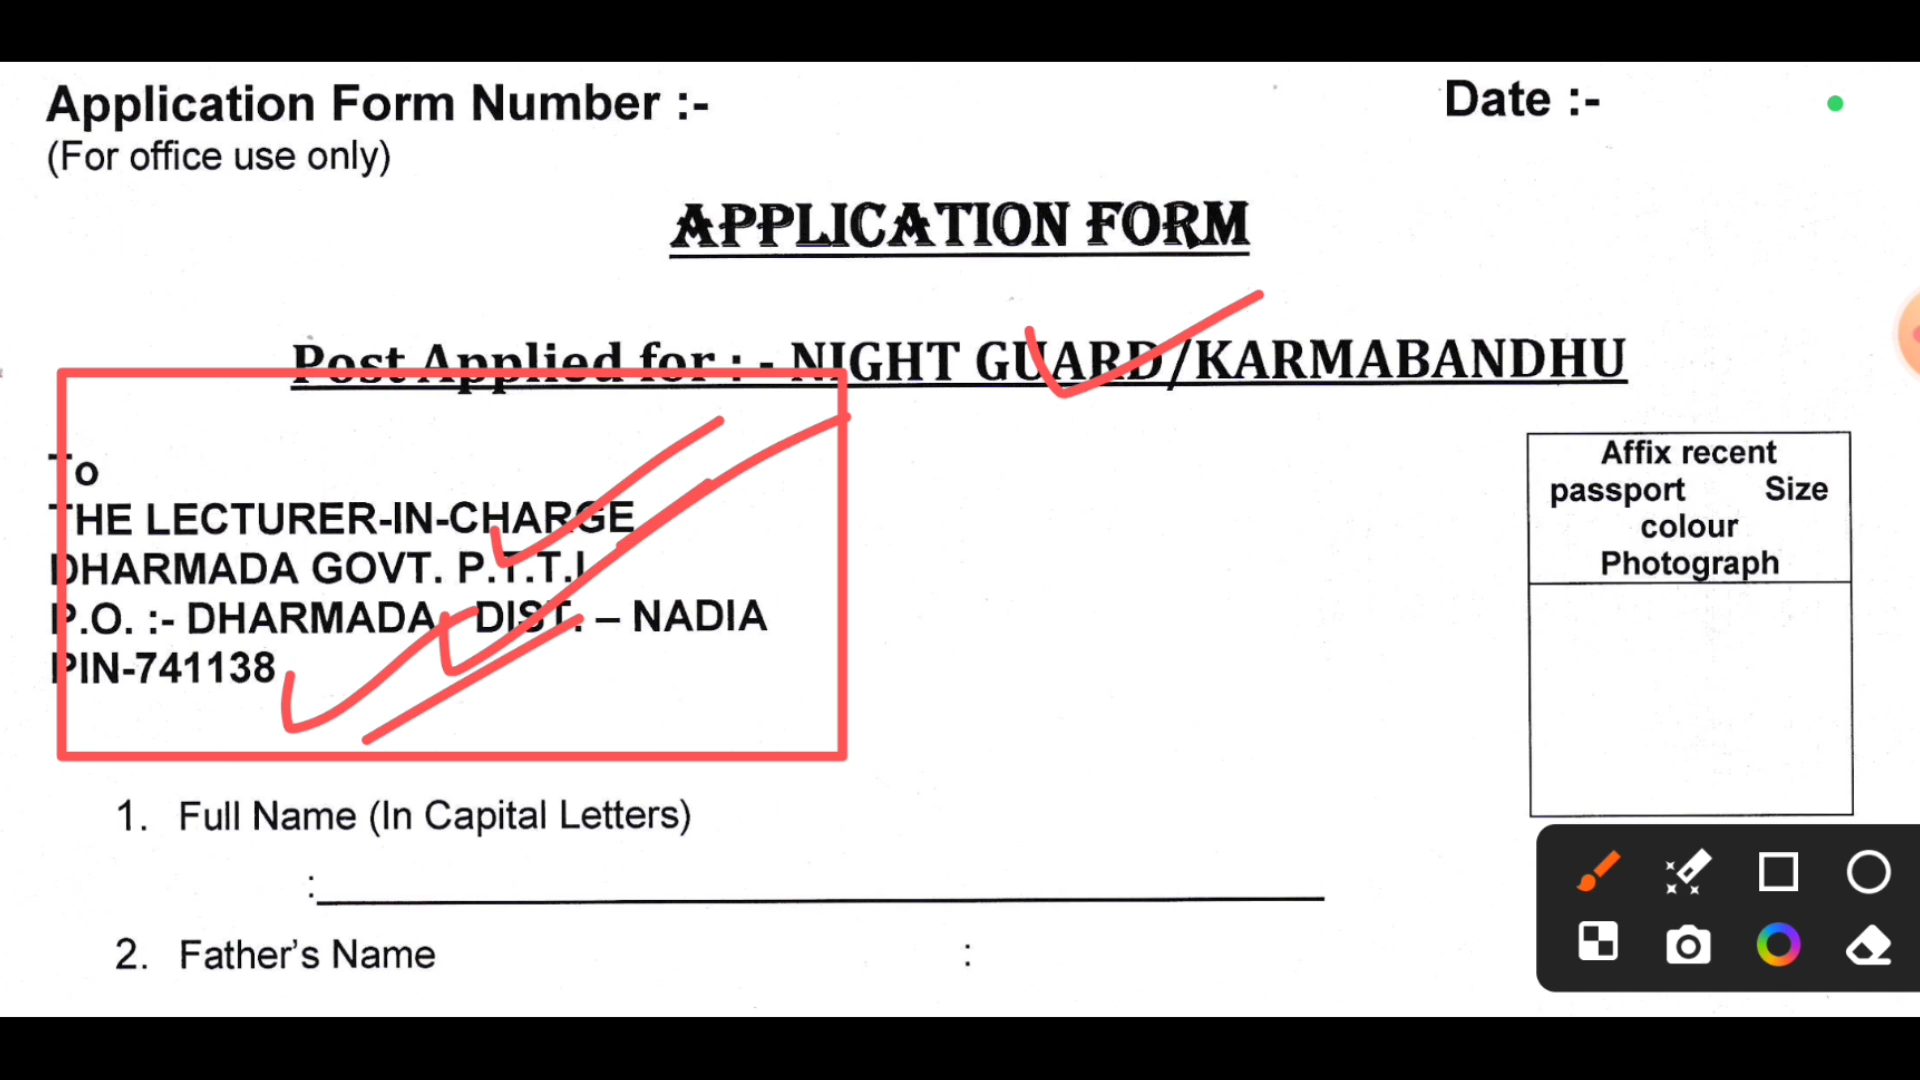 Application Form Number :-
Date :-
(For office use only)
APPLICATION FORM
Post Applied for : - NIGHT GUARD/KARMABANDHU
To
THE LECTURER-IN-CHARGE
DHARMADA GOVT. P.T.T.I
P.O. :- DHARMADA, DIST. – NADIA
PIN-741138
Affix recent
passport Size
colour
Photograph
1. Full Name (In Capital Letters)
:
2. Father's Name :